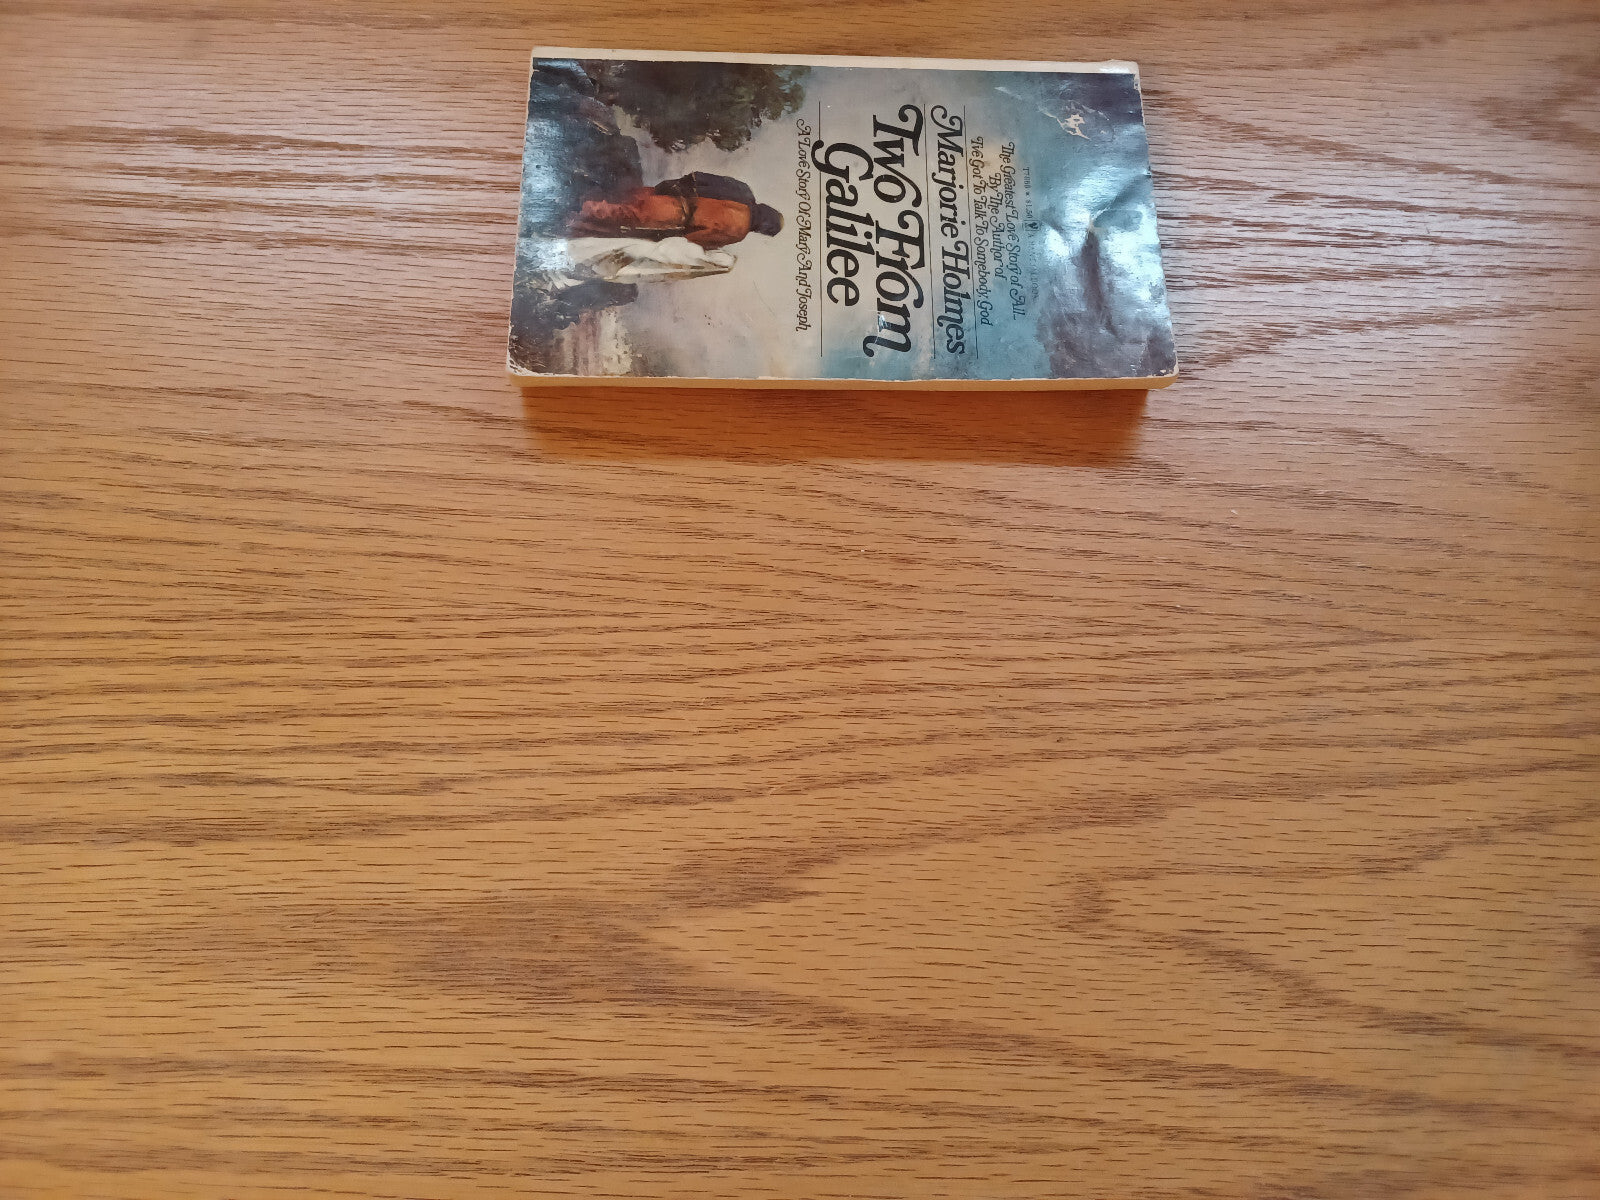 The Greatest Love Story of All...
By The Author of
I've Got To Talk To Somebody, God
Marjorie Holmes
Two From
Galilee
A Love Story Of Mary And Joseph